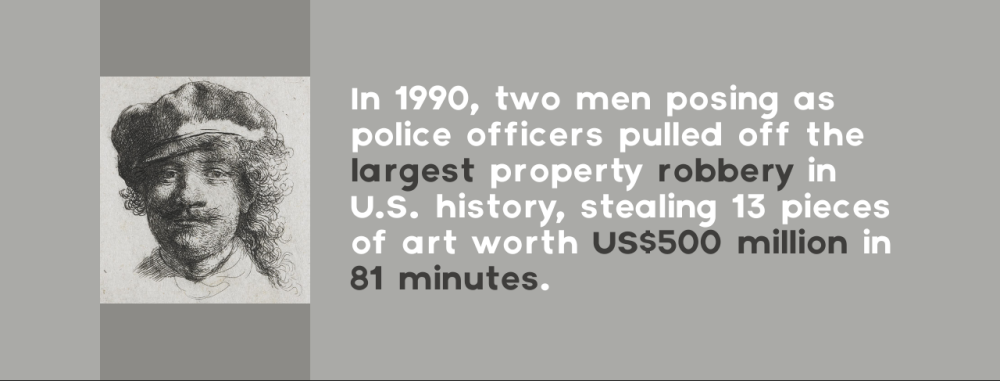 In 1990, two men posing as
police officers pulled off the
largest property robbery in
U.S. history, stealing 13 pieces
of art worth US$500 million in
81 minutes.